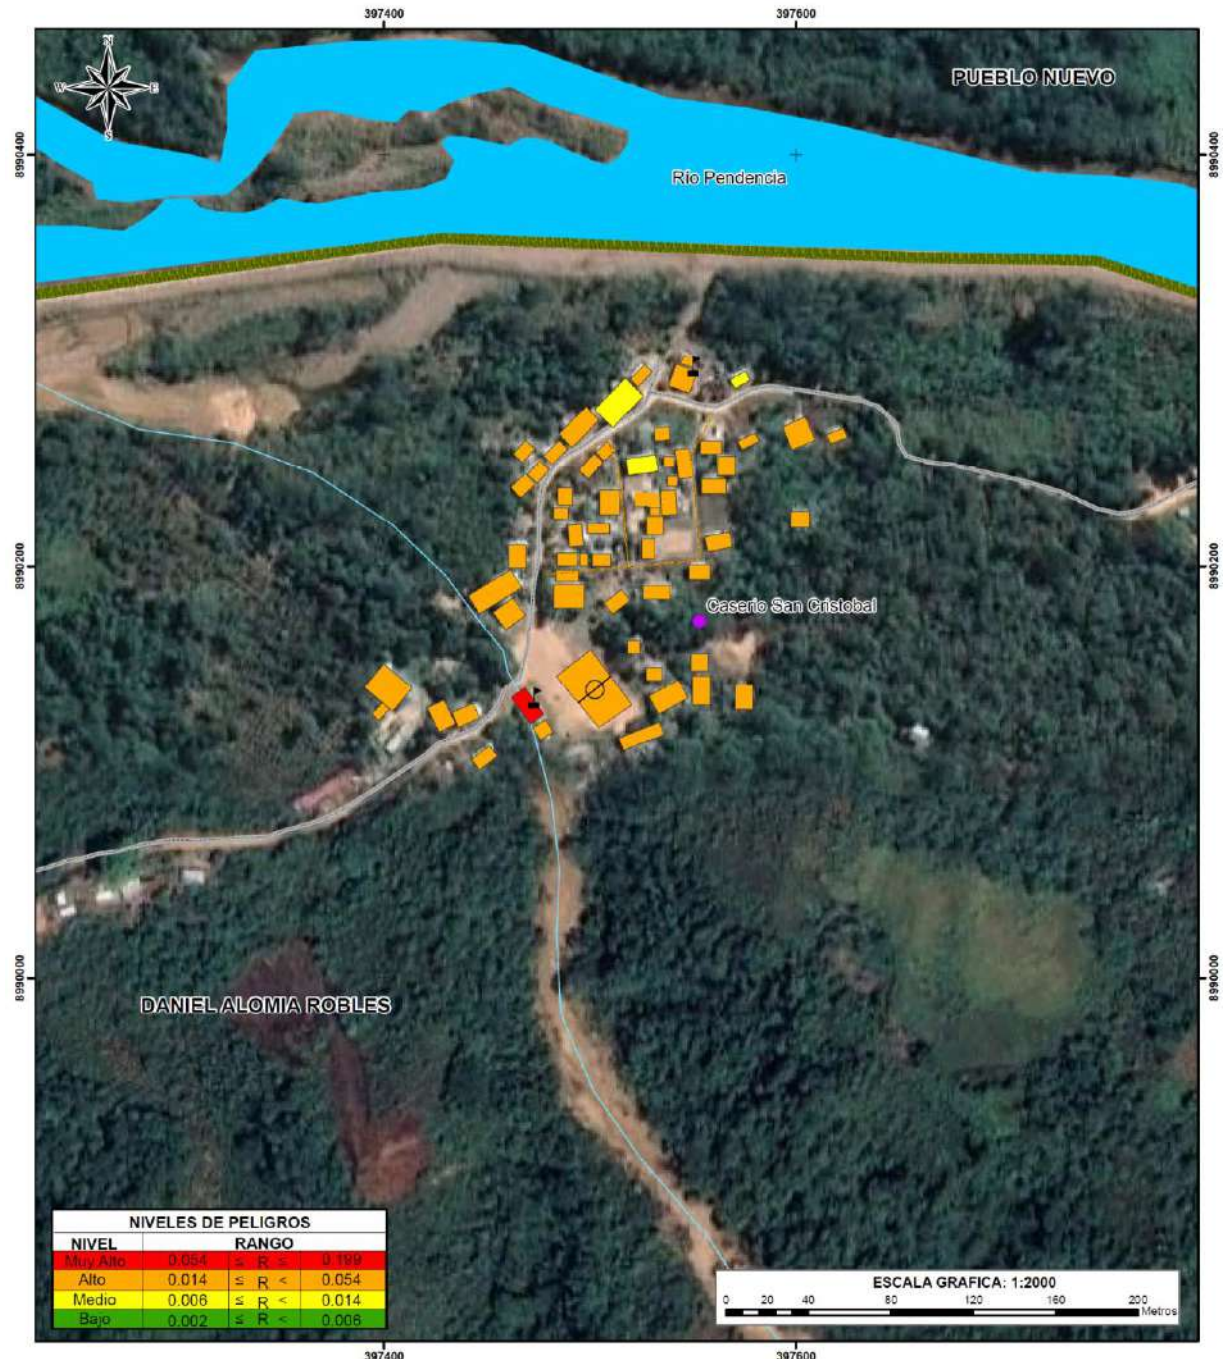 397400 397600
N
W E
S
PUEBLO NUEVO
8990400 8990400
Río Pendencia
8990200 8990200
Caserio San Cristobal
8990000 8990000
DANIEL ALOMIA ROBLES
NIVELES DE PELIGROS
NIVEL RANGO
Muy Alto 0.054 ≤ R ≤ 0.199
Alto 0.014 ≤ R < 0.054
Medio 0.006 ≤ R < 0.014
Bajo 0.002 ≤ R < 0.006
ESCALA GRAFICA: 1:2000
0 20 40 80 120 160 200
Metros
397400 397600